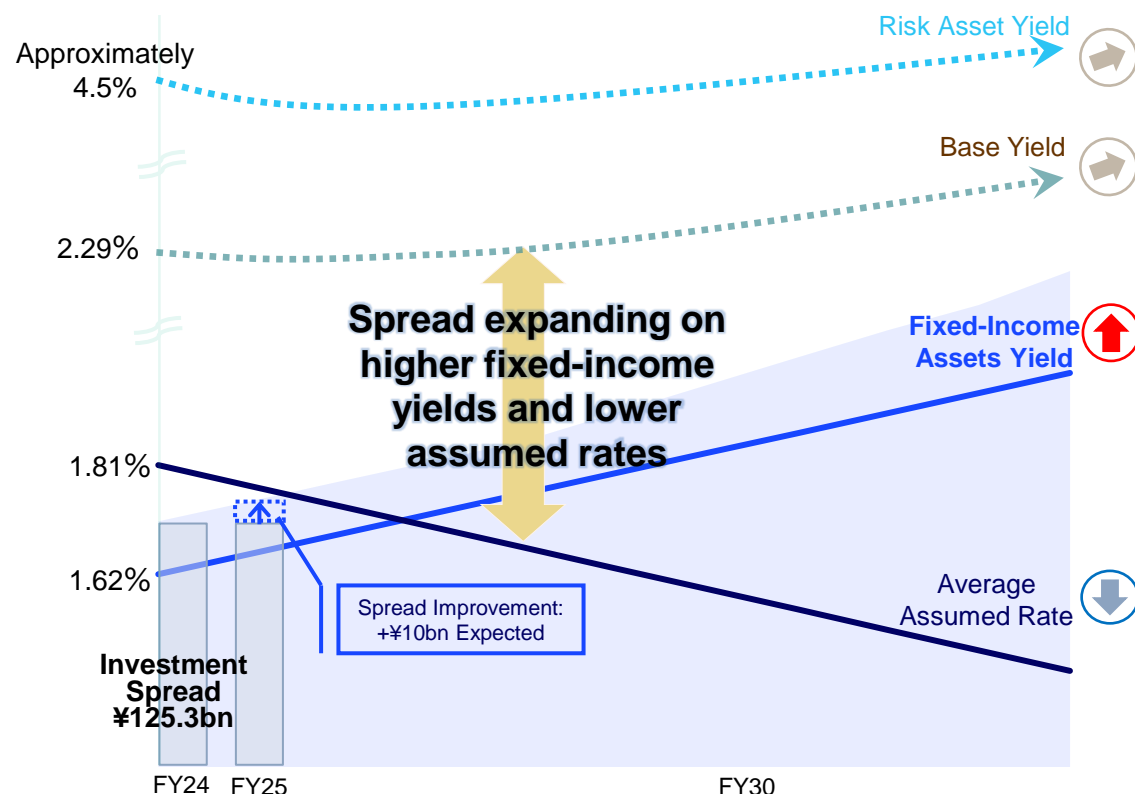 Risk Asset Yield
Approximately
4.5%
Base Yield
2.29%
Spread expanding on
higher fixed-income
yields and lower
assumed rates
Fixed-Income
Assets Yield
1.81%
1.62%
Spread Improvement:
+¥10bn Expected
Average
Assumed Rate
Investment
Spread
¥125.3bn
FY24 FY25 FY30